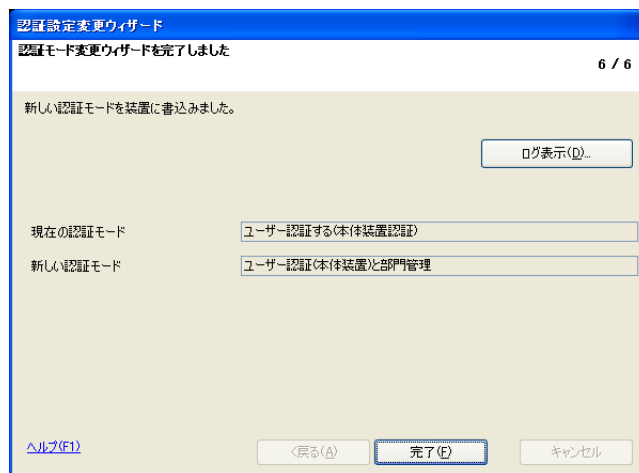 認証設定変更ウィザード
認証モード変更ウィザードを完了しました
6 / 6
新しい認証モードを装置に書込みました。
ログ表示(D)...
現在の認証モード
ユーザー認証する(本体装置認証)
新しい認証モード
ユーザー認証(本体装置)と部門管理
ヘルプ(F1)
<戻る(A)
完了(F)
キャンセル